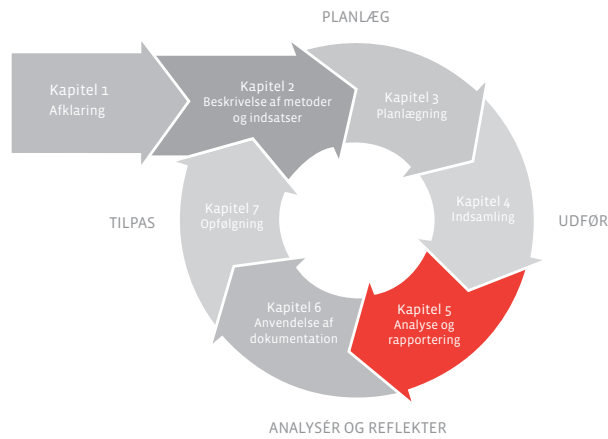 PLANLÆG
Kapitel 1
Afklaring
Kapitel 2
Beskrivelse af metoder
og indsatser
Kapitel 3
Planlægning
Kapitel 4
Indsamling
UDFØR
Kapitel 5
Analyse og
rapportering
ANALYSÉR OG REFLEKTER
Kapitel 6
Anvendelse af
dokumentation
Kapitel 7
Opfølgning
TILPAS